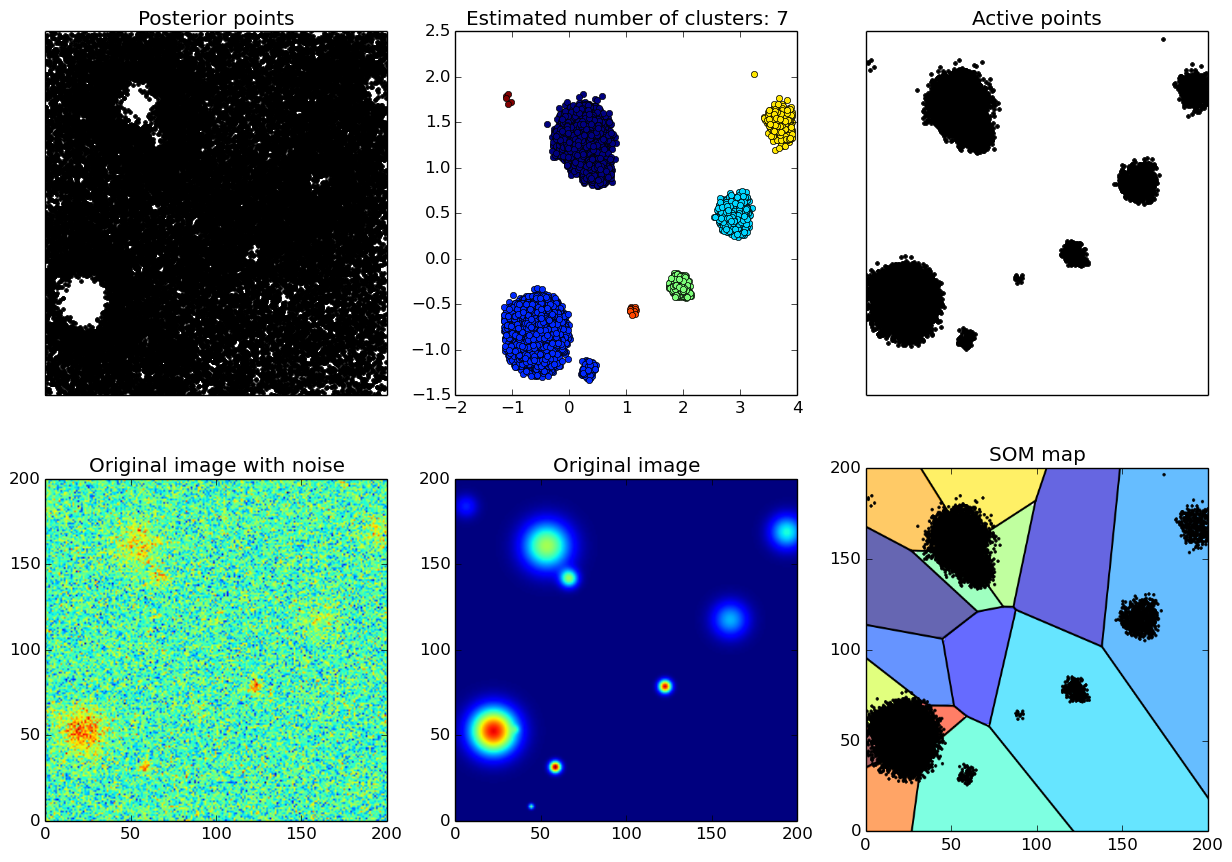 Posterior points
Estimated number of clusters: 7
Active points
2.5
2.0
1.5
1.0
0.5
0.0
−0.5
−1.0
−1.5
−2 −1 0 1 2 3 4
Original image with noise
Original image
SOM map
200
150
100
50
0
0 50 100 150 200
200
150
100
50
0
0 50 100 150 200
200
150
100
50
0
0 50 100 150 200